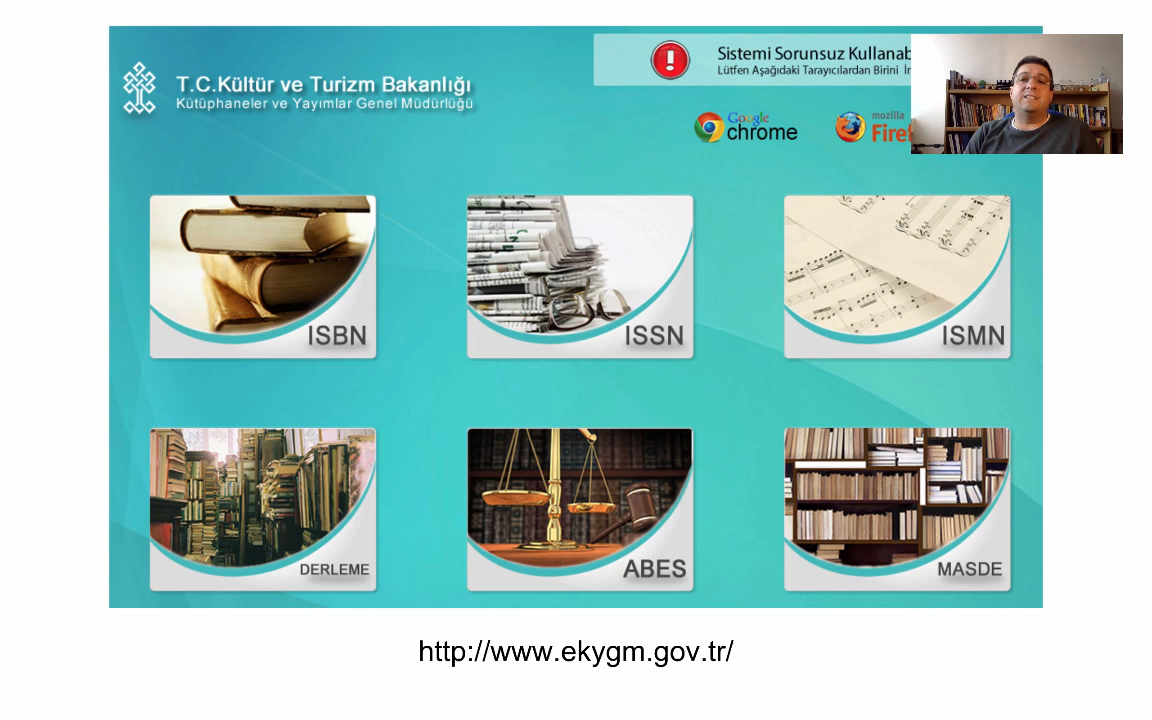 T.C.Kültür ve Turizm Bakanlığı
Kütüphaneler ve Yayımlar Genel Müdürlüğü
Sistemi Sorunsuz Kullanab
Lütfen Aşağıdaki Tarayıcılardan Birini İn
Google
chrome
mozilla
Firef
ISBN
ISSN
ISMN
DERLEME
ABES
MASDE
http://www.ekygm.gov.tr/